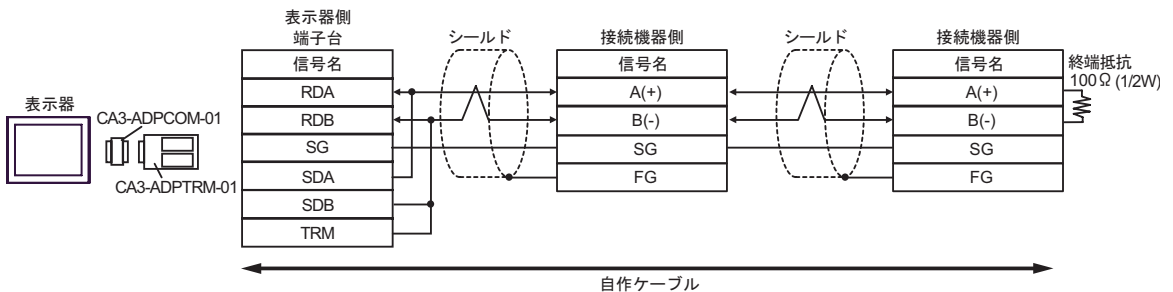 表示器
CA3-ADPCOM-01
CA3-ADPTRM-01
表示器側
端子台
信号名
RDA
RDB
SG
SDA
SDB
TRM
シールド
接続機器側
信号名
A(+)
B(-)
SG
FG
シールド
接続機器側
信号名
A(+)
B(-)
SG
FG
終端抵抗
100Ω (1/2W)
自作ケーブル